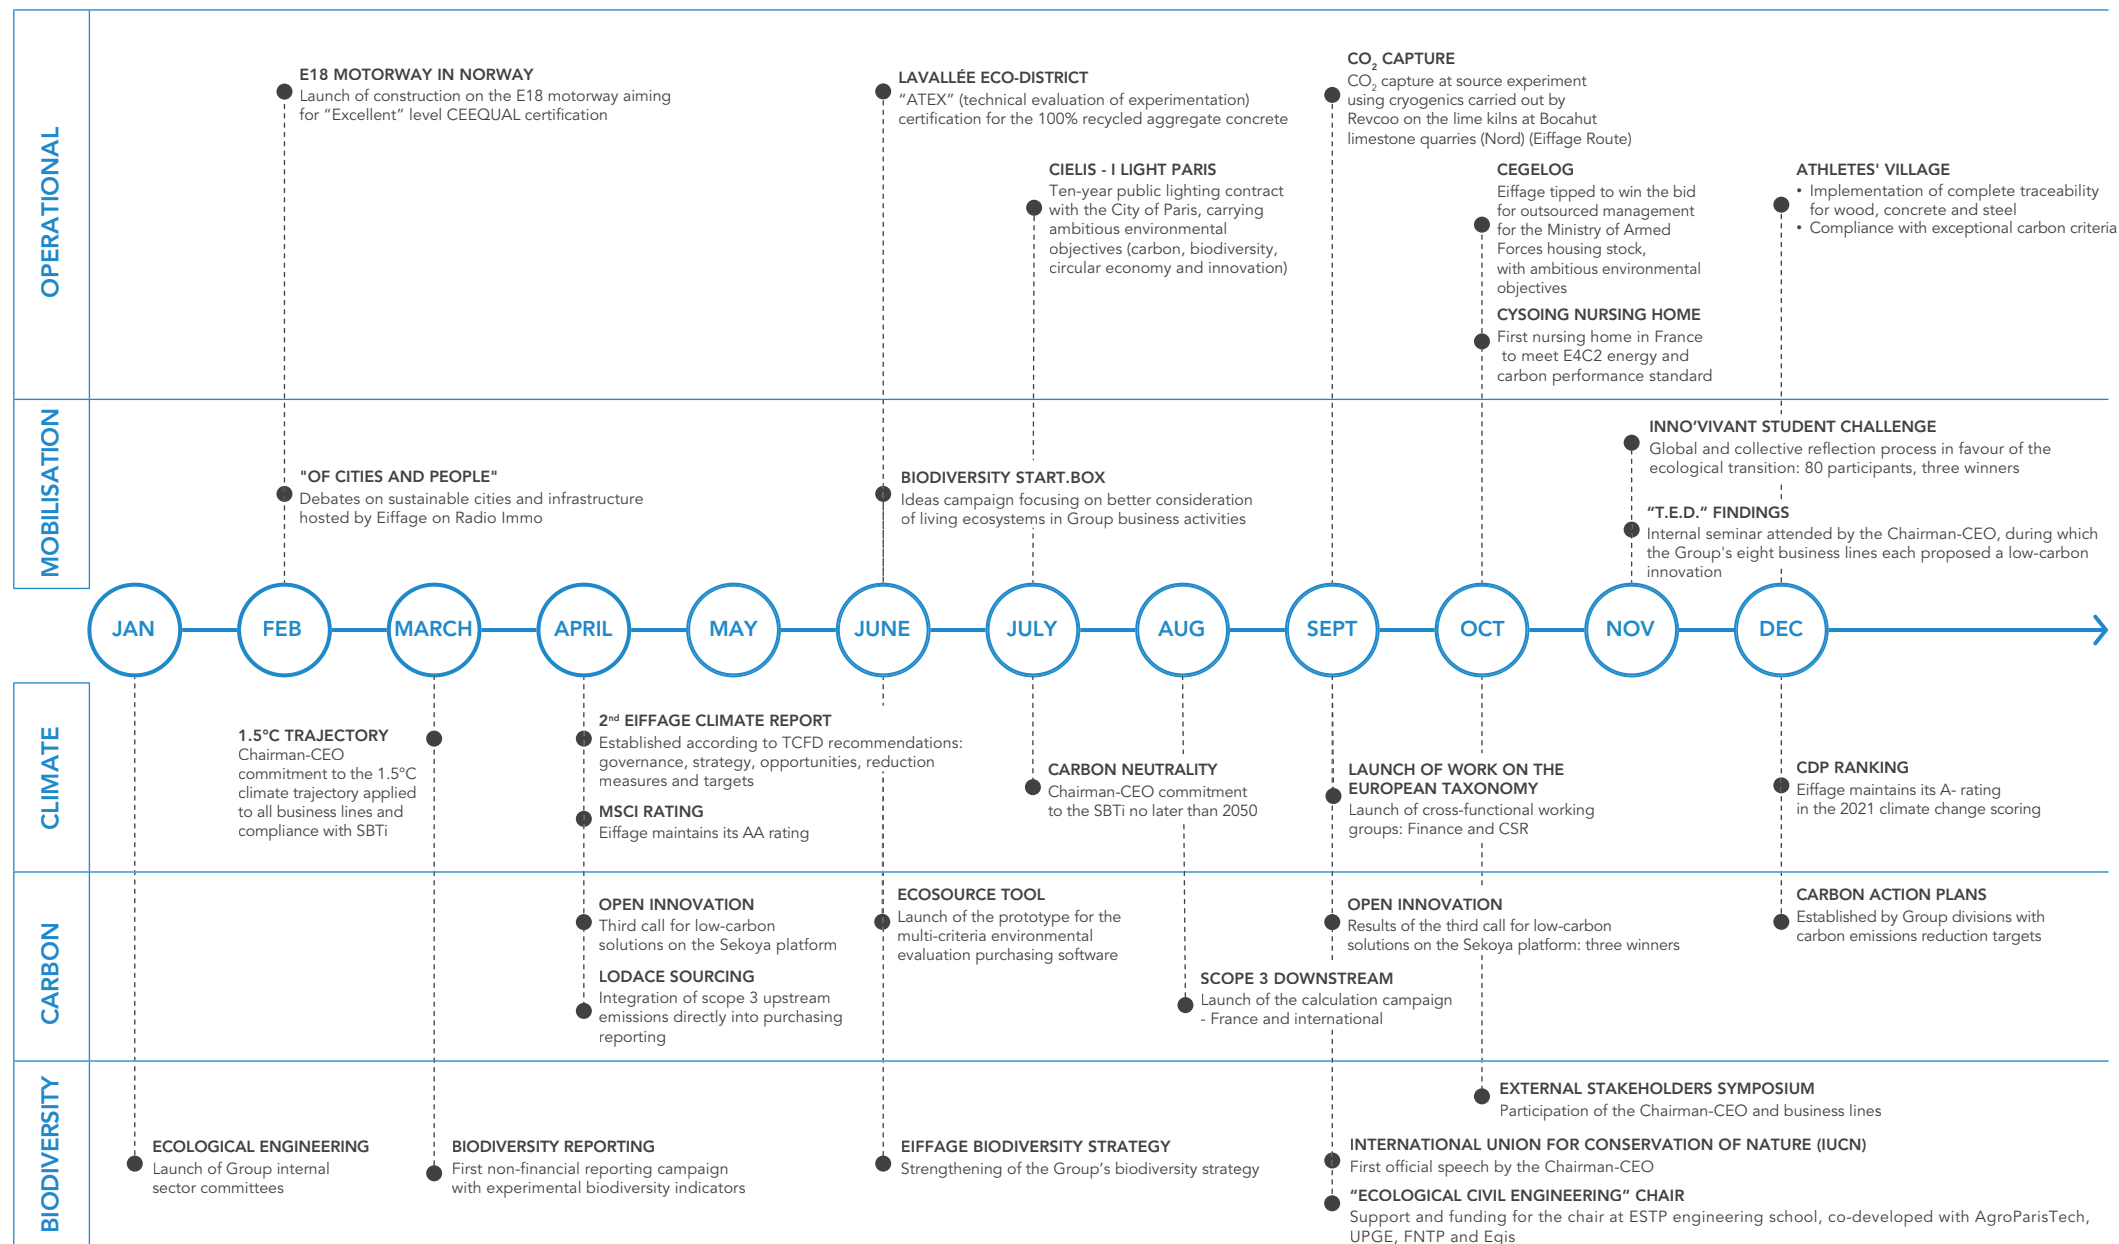 OPERATIONAL
E18 MOTORWAY IN NORWAY
Launch of construction on the E18 motorway aiming
for “Excellent” level CEEQUAL certification
LAVALLÉE ECO-DISTRICT
“ATEX” (technical evaluation of experimentation)
certification for the 100% recycled aggregate concrete
CIELIS - I LIGHT PARIS
Ten-year public lighting contract
with the City of Paris, carrying
ambitious environmental
objectives (carbon, biodiversity,
circular economy and innovation)
CO₂ CAPTURE
CO₂ capture at source experiment
using cryogenics carried out by
Revcoo on the lime kilns at Bocahut
limestone quarries (Nord) (Eiffage Route)
CEGELOG
Eiffage tipped to win the bid
for outsourced management
for the Ministry of Armed
Forces housing stock,
with ambitious environmental
objectives
CYSOING NURSING HOME
First nursing home in France
to meet E4C2 energy and
carbon performance standard
ATHLETES' VILLAGE
• Implementation of complete traceability
for wood, concrete and steel
• Compliance with exceptional carbon criteria
MOBILISATION
"OF CITIES AND PEOPLE"
Debates on sustainable cities and infrastructure
hosted by Eiffage on Radio Immo
BIODIVERSITY START.BOX
Ideas campaign focusing on better consideration
of living ecosystems in Group business activities
INNO’VIVANT STUDENT CHALLENGE
Global and collective reflection process in favour of the
ecological transition: 80 participants, three winners
“T.E.D.” FINDINGS
Internal seminar attended by the Chairman-CEO, during which
the Group's eight business lines each proposed a low-carbon
innovation
JAN FEB MARCH APRIL MAY JUNE JULY AUG SEPT OCT NOV DEC
CLIMATE
1.5°C TRAJECTORY
Chairman-CEO
commitment to the 1.5°C
climate trajectory applied
to all business lines and
compliance with SBTi
2nd EIFFAGE CLIMATE REPORT
Established according to TCFD recommendations:
governance, strategy, opportunities, reduction
measures and targets
MSCI RATING
Eiffage maintains its AA rating
CARBON NEUTRALITY
Chairman-CEO commitment
to the SBTi no later than 2050
LAUNCH OF WORK ON THE
EUROPEAN TAXONOMY
Launch of cross-functional working
groups: Finance and CSR
CDP RANKING
Eiffage maintains its A- rating
in the 2021 climate change scoring
CARBON
OPEN INNOVATION
Third call for low-carbon
solutions on the Sekoya platform
LODACE SOURCING
Integration of scope 3 upstream
emissions directly into purchasing
reporting
ECOSOURCE TOOL
Launch of the prototype for the
multi-criteria environmental
evaluation purchasing software
SCOPE 3 DOWNSTREAM
Launch of the calculation campaign
- France and international
OPEN INNOVATION
Results of the third call for low-carbon
solutions on the Sekoya platform: three winners
CARBON ACTION PLANS
Established by Group divisions with
carbon emissions reduction targets
BIODIVERSITY
ECOLOGICAL ENGINEERING
Launch of Group internal
sector committees
BIODIVERSITY REPORTING
First non-financial reporting campaign
with experimental biodiversity indicators
EIFFAGE BIODIVERSITY STRATEGY
Strengthening of the Group’s biodiversity strategy
EXTERNAL STAKEHOLDERS SYMPOSIUM
Participation of the Chairman-CEO and business lines
INTERNATIONAL UNION FOR CONSERVATION OF NATURE (IUCN)
First official speech by the Chairman-CEO
“ECOLOGICAL CIVIL ENGINEERING” CHAIR
Support and funding for the chair at ESTP engineering school, co-developed with AgroParisTech,
UPGE, FNTP and Egis